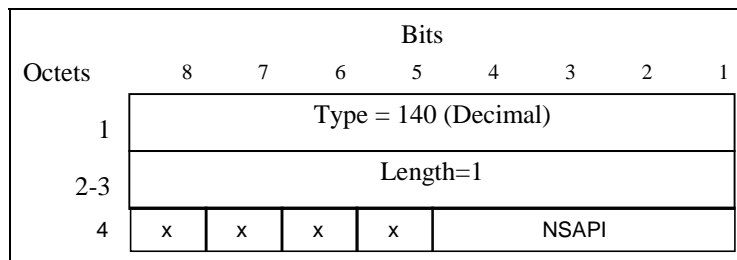 Bits
Octets 8 7 6 5 4 3 2 1
1 Type = 140 (Decimal)
2-3 Length=1
4 x x x x NSAPI